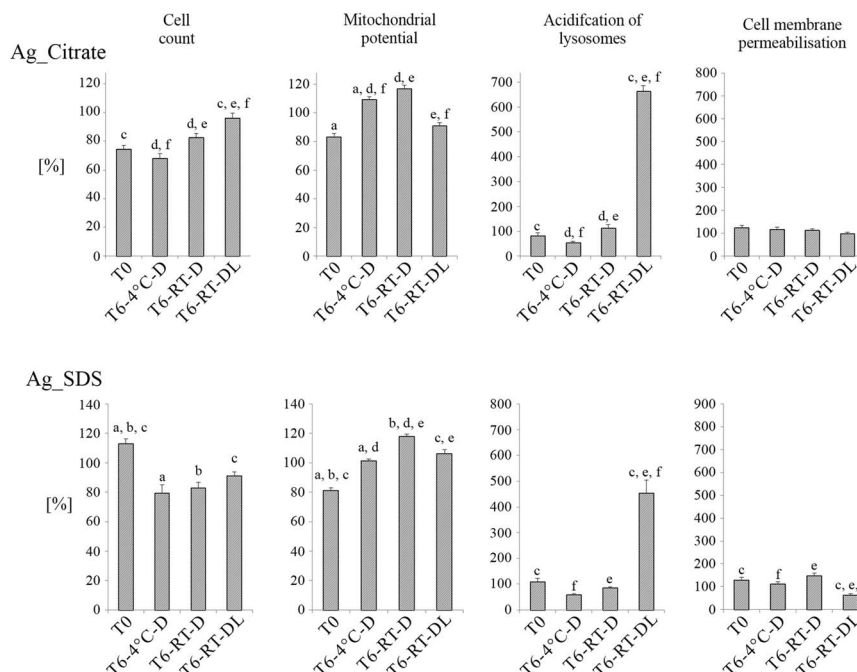 Cell
count
Mitochondrial
potential
Acidifcation of
lysosomes
Cell membrane
permeabilisation
Ag_Citrate
[%]
120
100
80
60
40
20
0
c
d, f
d, e
c, e, f
T0
T6-4°C-D
T6-RT-D
T6-RT-DL
120
100
80
60
40
20
0
a
a, d, f
d, e
e, f
T0
T6-4°C-D
T6-RT-D
T6-RT-DL
700
600
500
400
300
200
100
0
c
d, f
d, e
c, e, f
T0
T6-4°C-D
T6-RT-D
T6-RT-DL
800
700
600
500
400
300
200
100
0
T0
T6-4°C-D
T6-RT-D
T6-RT-DL
Ag_SDS
[%]
140
120
100
80
60
40
20
0
a, b, c
a
b
c
T0
T6-4°C-D
T6-RT-D
T6-RT-DL
140
120
100
80
60
40
20
0
a, b, c
a, d
b, d, e
c, e
T0
T6-4°C-D
T6-RT-D
T6-RT-DL
800
700
600
500
400
300
200
100
0
c
f
e
c, e, f
T0
T6-4°C-D
T6-RT-D
T6-RT-DL
900
800
700
600
500
400
300
200
100
0
c
f
e
c, e,
T0
T6-4°C-D
T6-RT-D
T6-RT-DL